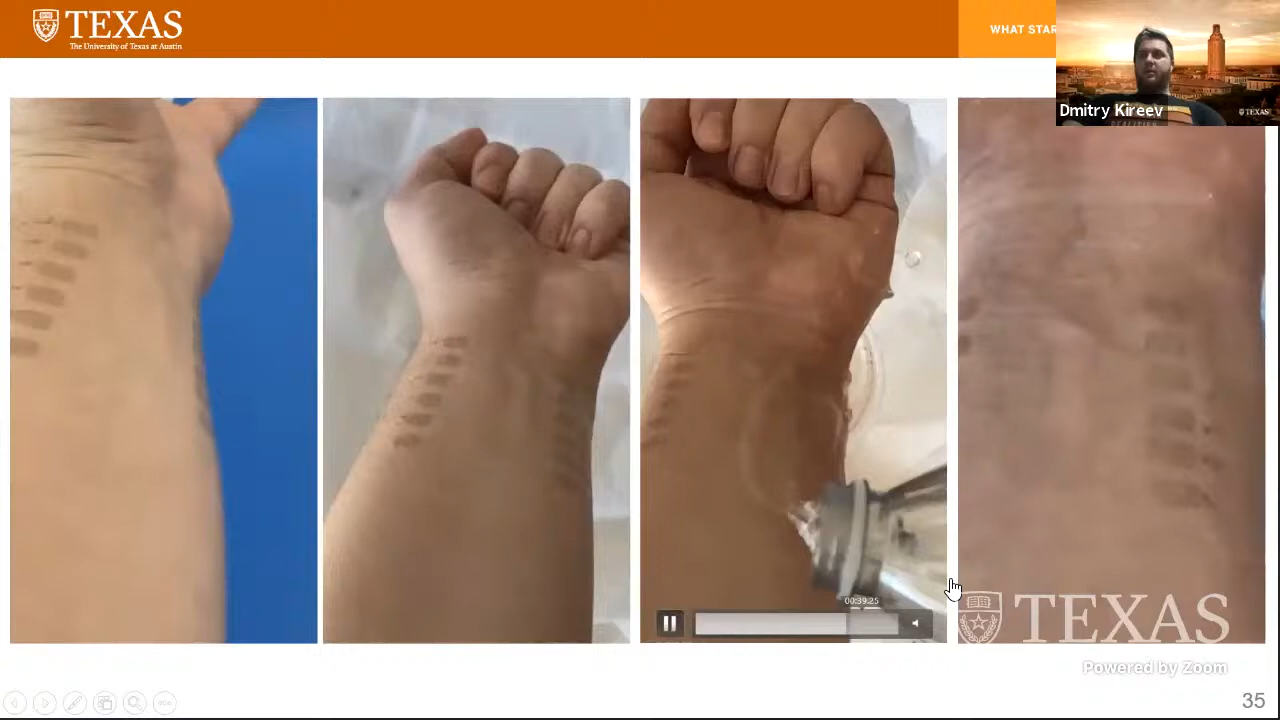 TEXAS
The University of Texas at Austin
WHAT STAR
Dmitry Kireev
TEXAS
00:39.25
TEXAS
Powered by Zoom
35